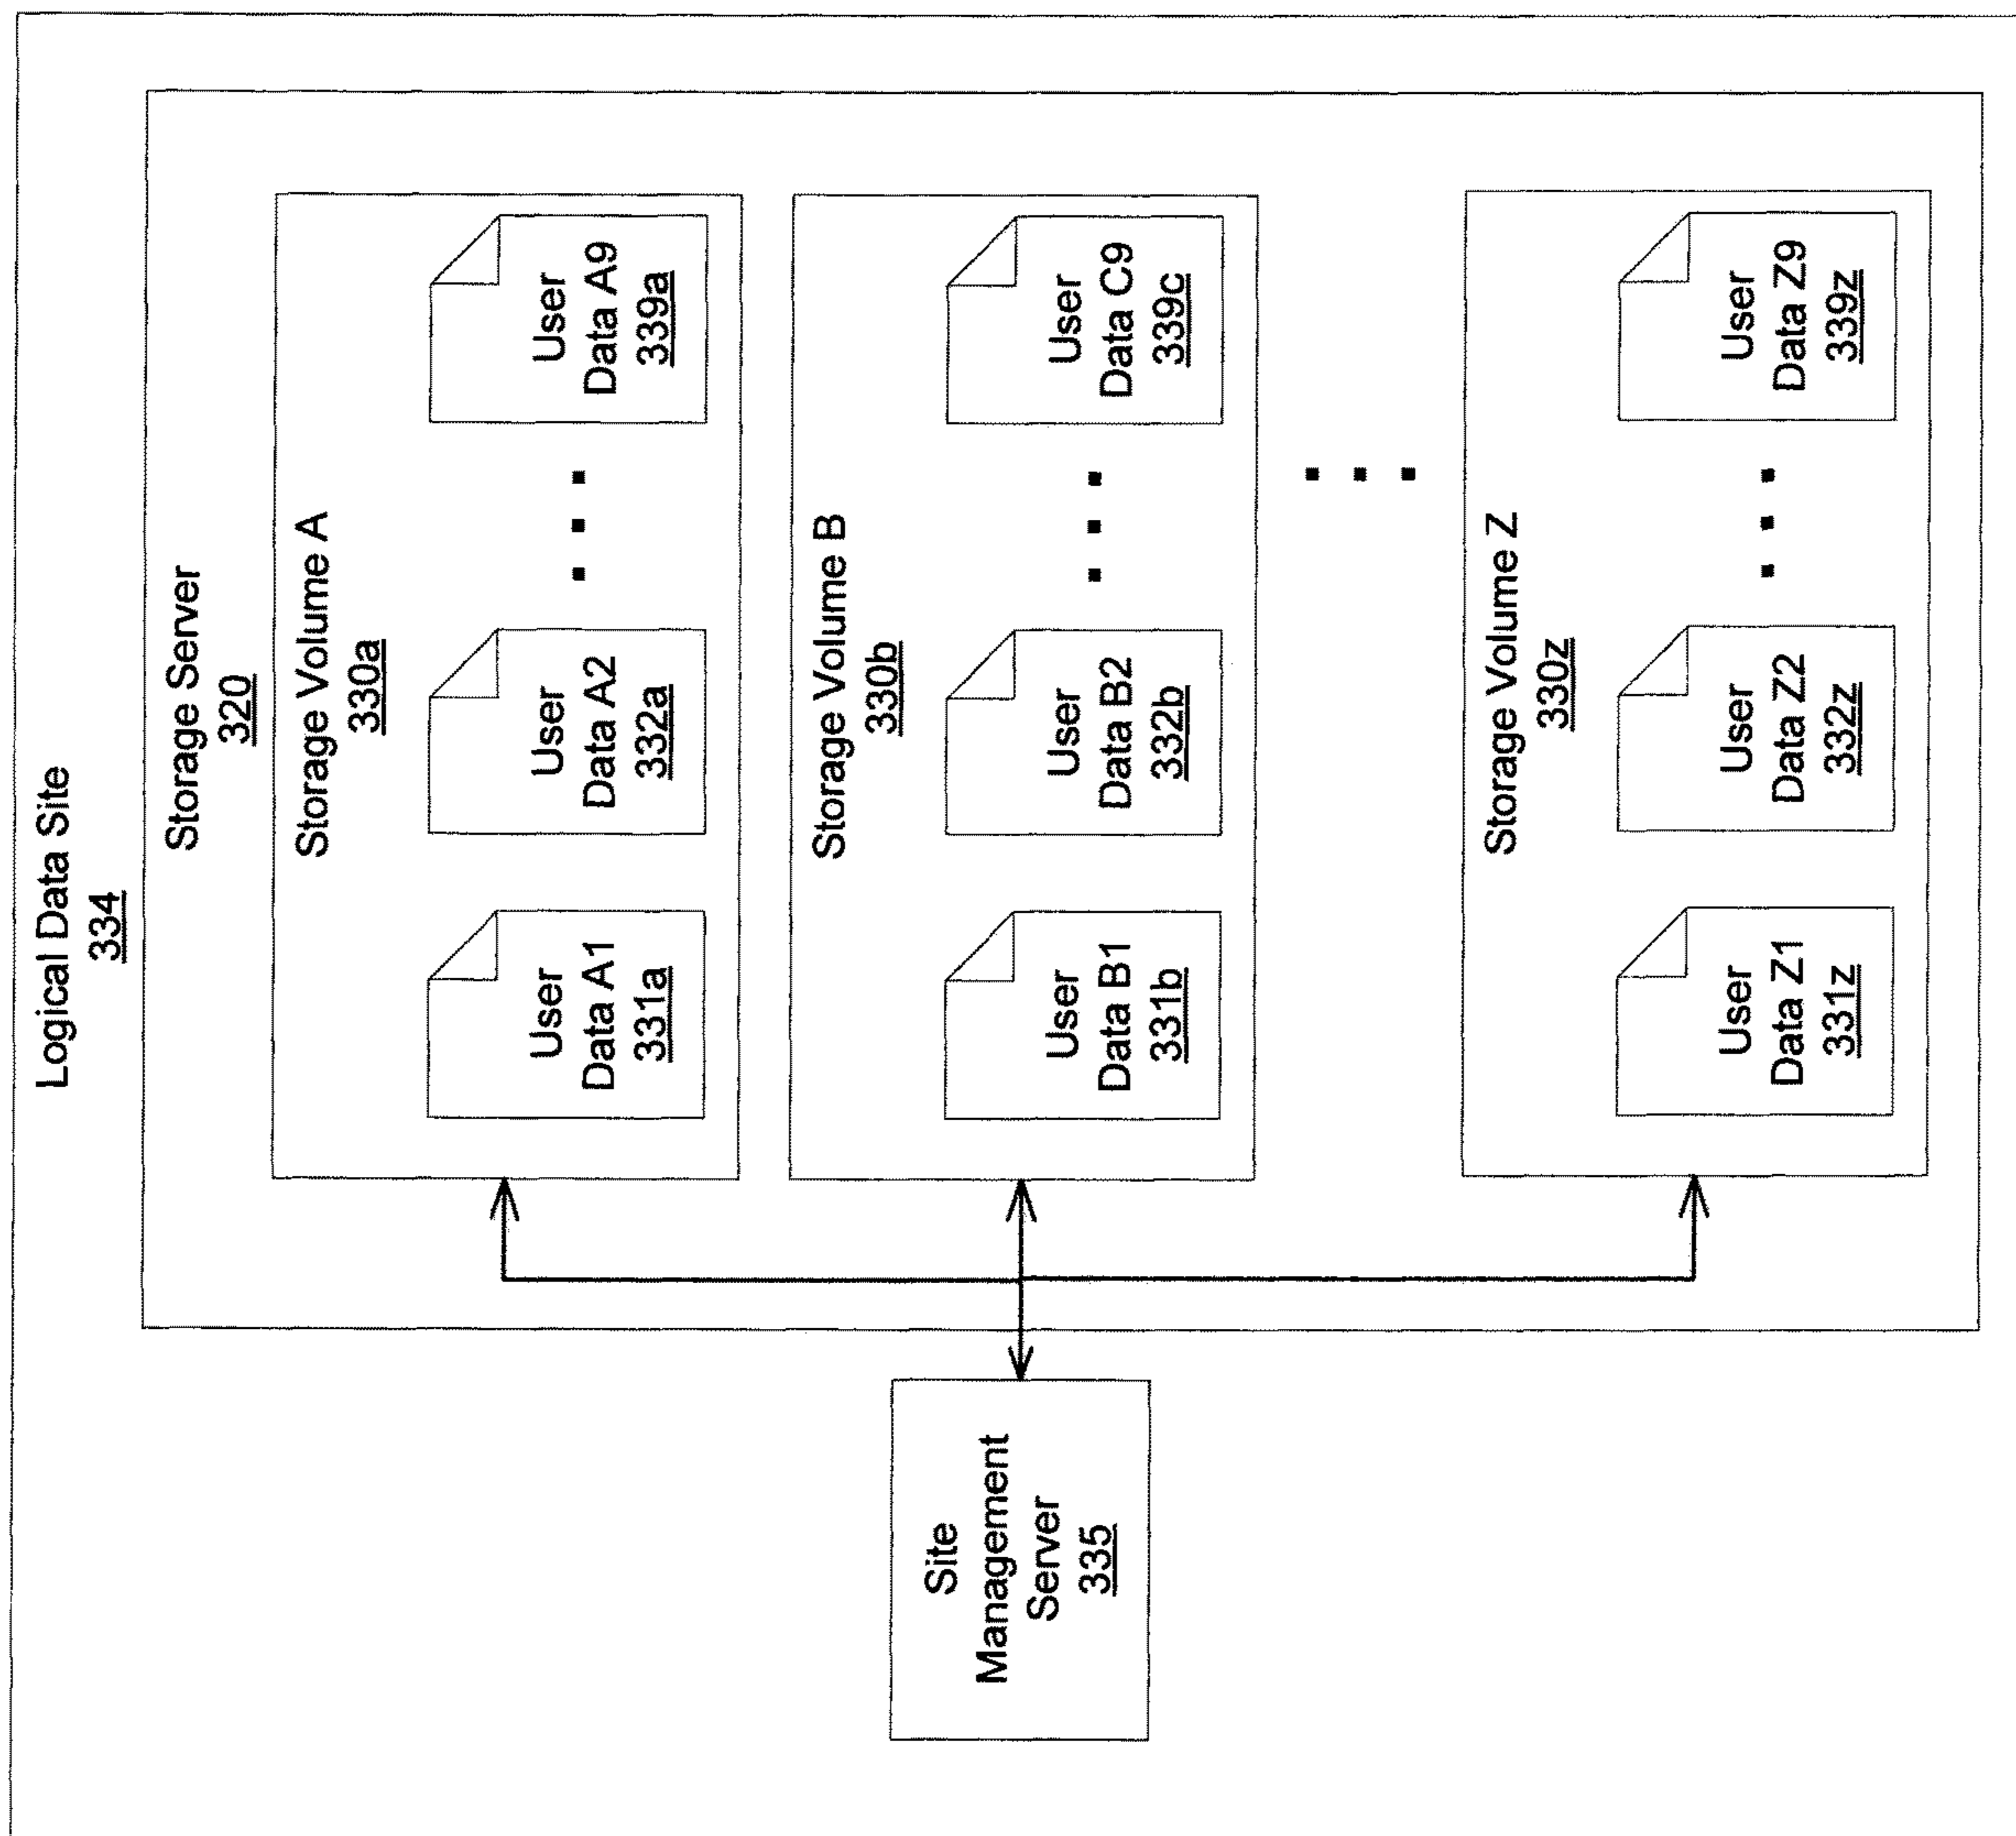 Logical Data Site
334
Storage Server
320
Storage Volume A
330a
User
Data A1
331a
User
Data A2
332a
User
Data A9
339a
Storage Volume B
330b
User
Data B1
331b
User
Data B2
332b
User
Data C9
339c
Storage Volume Z
330z
User
Data Z1
331z
User
Data Z2
332z
User
Data Z9
339z
Site
Management
Server
335